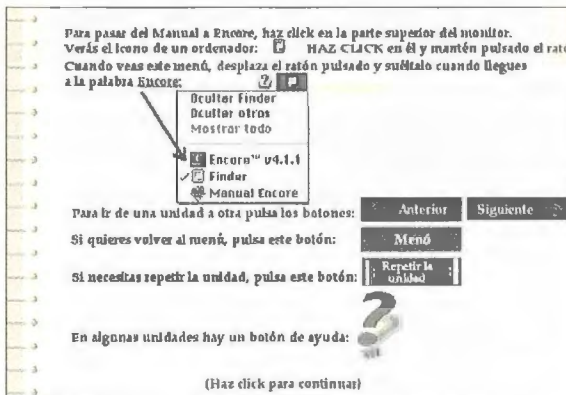 Para pasar del Manual a Encore, haz click en la parte superior del monitor.
Verás el icono de un ordenador: HAZ CLICK en él y mantén pulsado el rató
Cuando veas este menú, desplaza el ratón pulsado y suéltalo cuando llegues
a la palabra Encore:
Ocultar Finder
Ocultar otros
Mostrar todo
Encore™ v4.1.1
✓ Finder
Manual Encore
Para ir de una unidad a otra pulsa los botones: Anterior Siguiente
Si quieres volver al menú, pulsa este botón: Menú
Si necesitas repetir la unidad, pulsa este botón: Repetir la
unidad
En algunas unidades hay un botón de ayuda: ?
(Haz click para continuar)